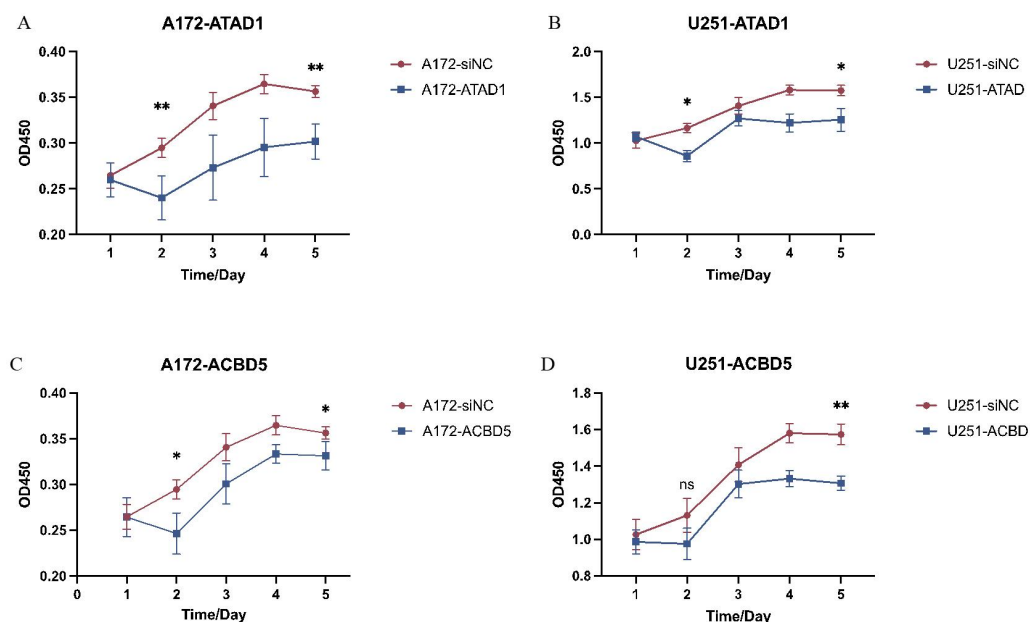 A
A172-ATAD1
OD450
0.40
0.35
0.30
0.25
0.20
**
**
1 2 3 4 5
Time/Day
A172-siNC
A172-ATAD1
B
U251-ATAD1
OD450
2.0
1.5
1.0
0.5
0.0
*
*
1 2 3 4 5
Time/Day
U251-siNC
U251-ATAD
C
A172-ACBD5
OD450
0.40
0.35
0.30
0.25
0.20
*
*
0 1 2 3 4 5
Time/Day
A172-siNC
A172-ACBD5
D
U251-ACBD5
OD450
1.8
1.6
1.4
1.2
1.0
0.8
ns
**
1 2 3 4 5
Time/Day
U251-siNC
U251-ACBD